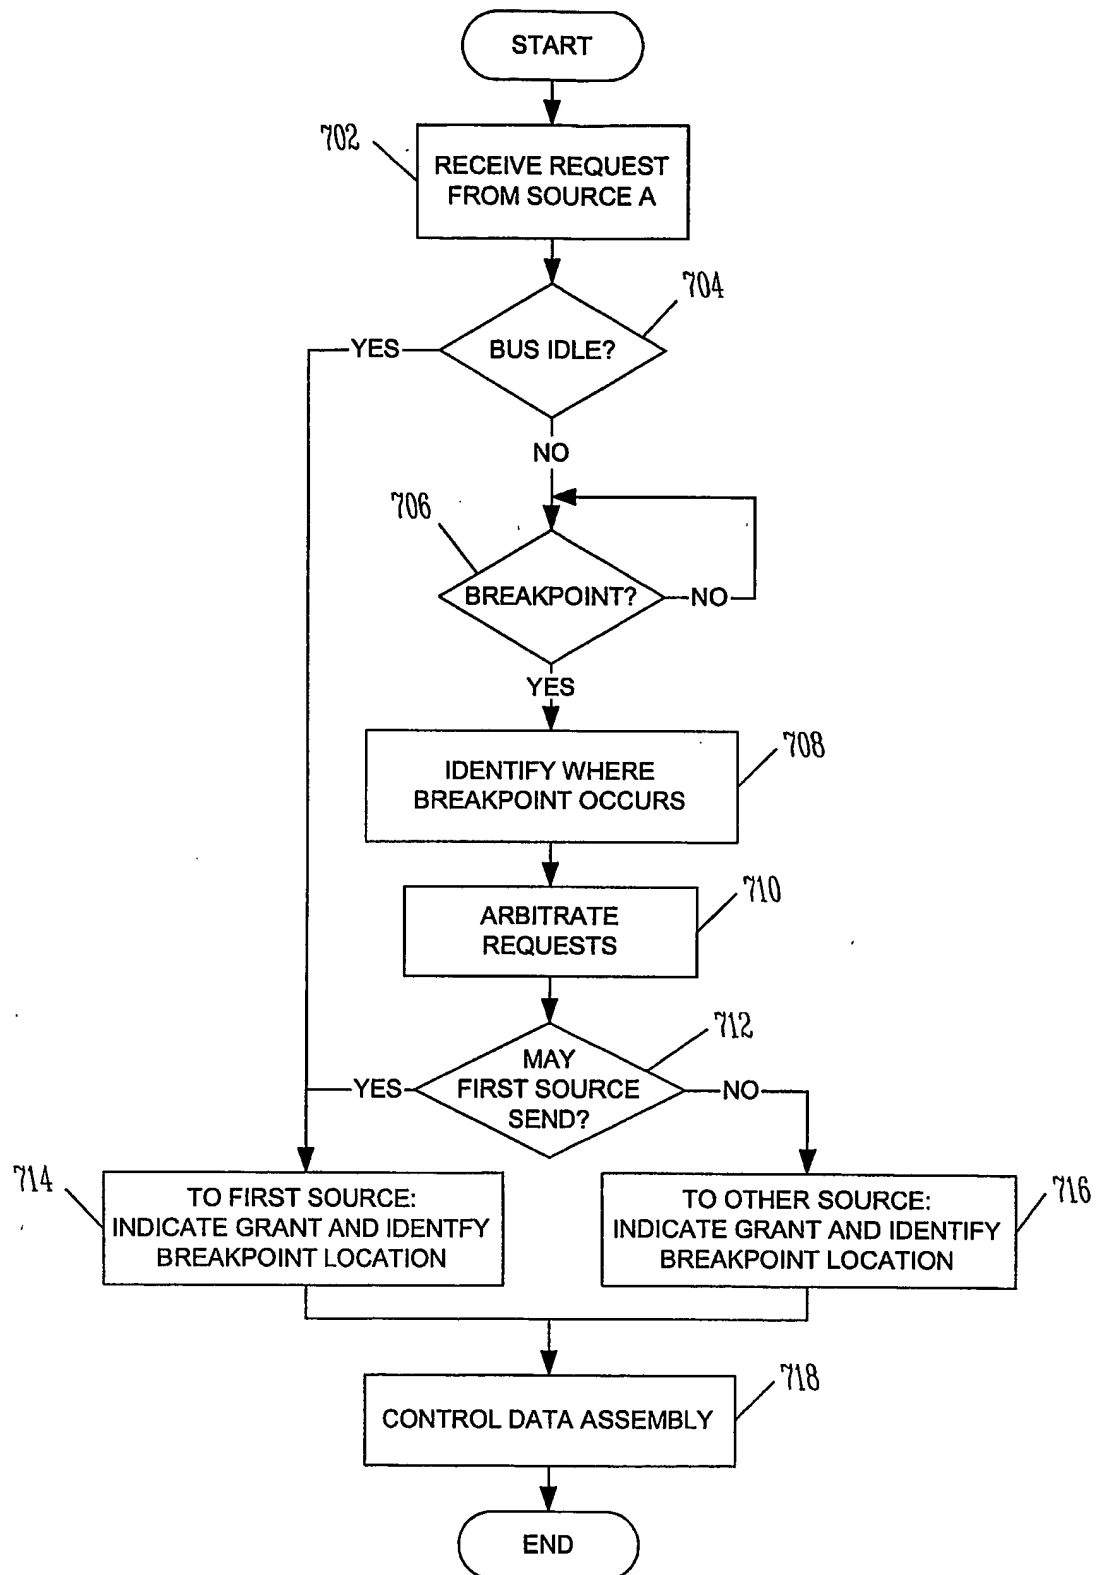 START
702
RECEIVE REQUEST
FROM SOURCE A
704
YES
BUS IDLE?
NO
706
BREAKPOINT?
NO
YES
708
IDENTIFY WHERE
BREAKPOINT OCCURS
710
ARBITRATE
REQUESTS
712
MAY
FIRST SOURCE
SEND?
YES
NO
714
TO FIRST SOURCE:
INDICATE GRANT AND IDENTFY
BREAKPOINT LOCATION
716
TO OTHER SOURCE:
INDICATE GRANT AND IDENTIFY
BREAKPOINT LOCATION
718
CONTROL DATA ASSEMBLY
END